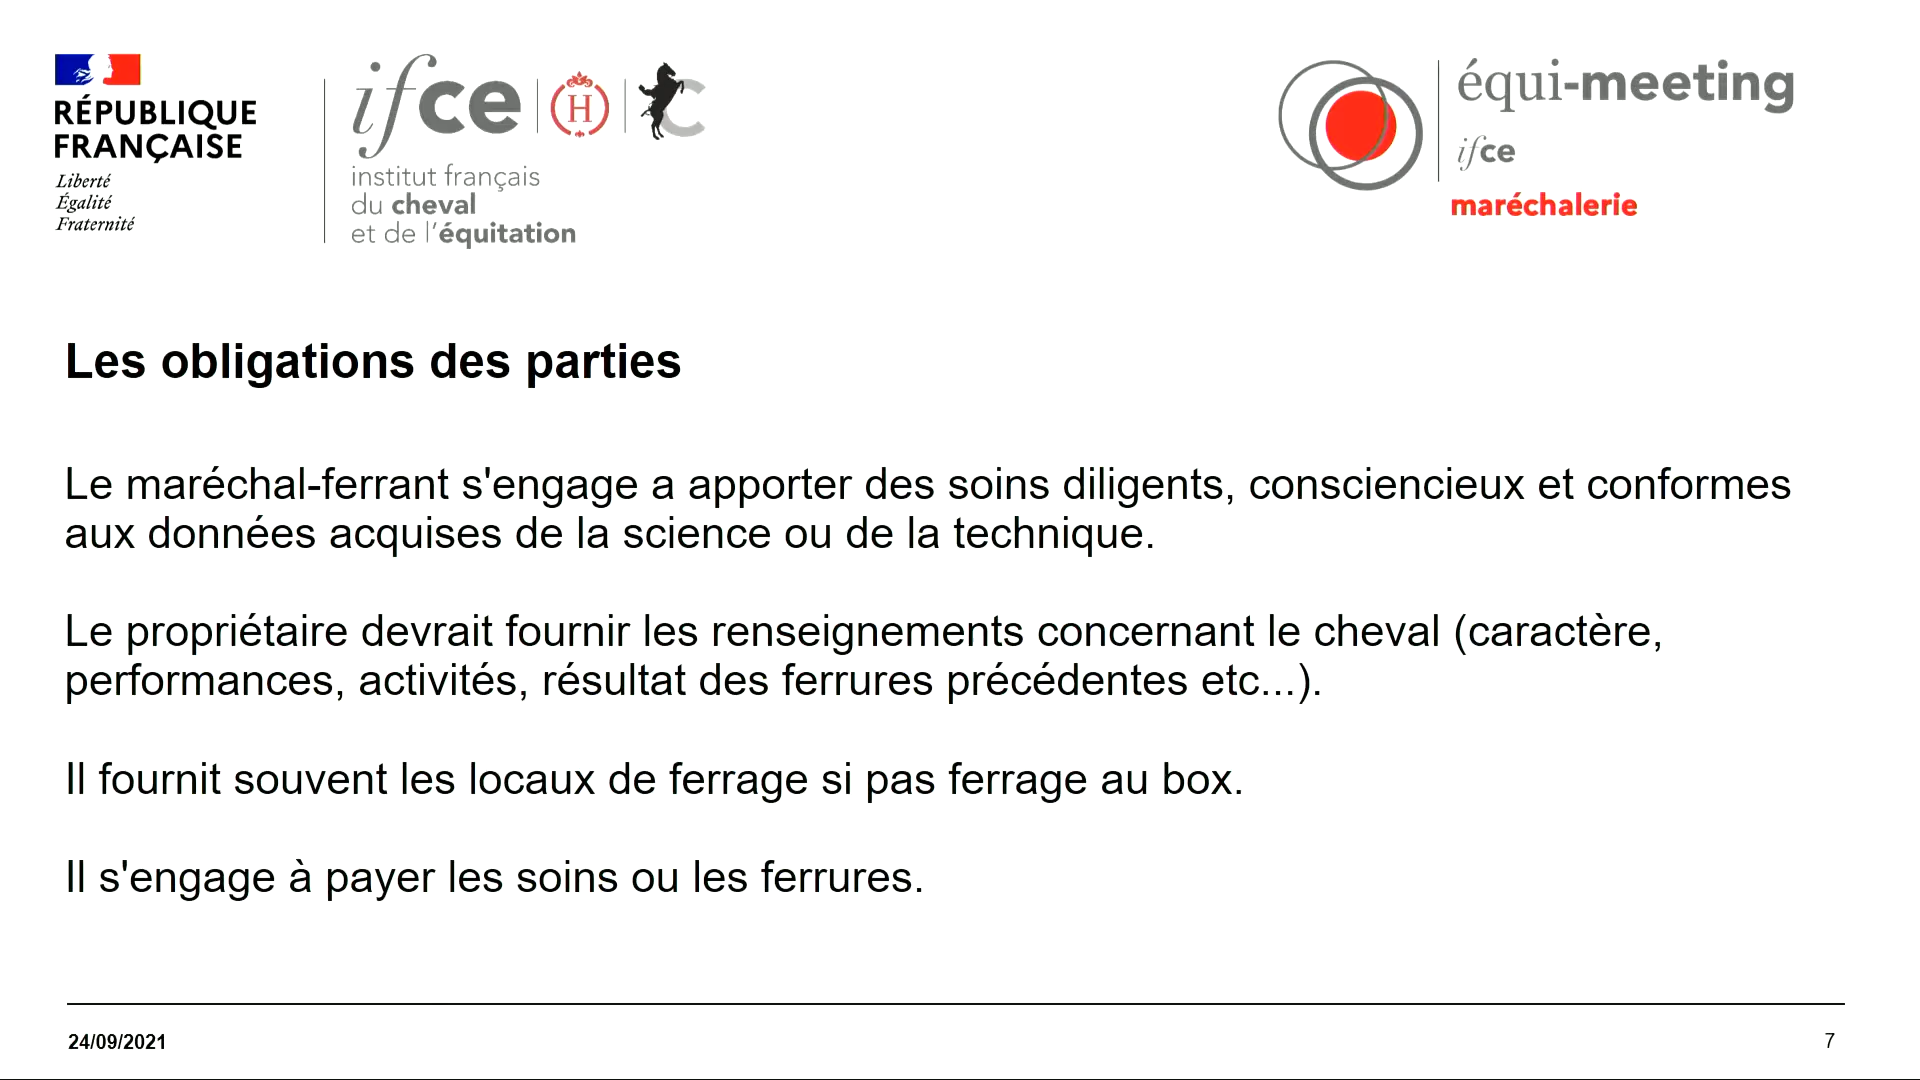 RÉPUBLIQUE
FRANÇAISE
Liberté
Égalité
Fraternité
ifce H C
institut français
du cheval
et de l'équitation
équi-meeting
ifce
maréchalerie
Les obligations des parties
Le maréchal-ferrant s'engage a apporter des soins diligents, consciencieux et conformes
aux données acquises de la science ou de la technique.
Le propriétaire devrait fournir les renseignements concernant le cheval (caractère,
performances, activités, résultat des ferrures précédentes etc...).
Il fournit souvent les locaux de ferrage si pas ferrage au box.
Il s'engage à payer les soins ou les ferrures.
24/09/2021
7